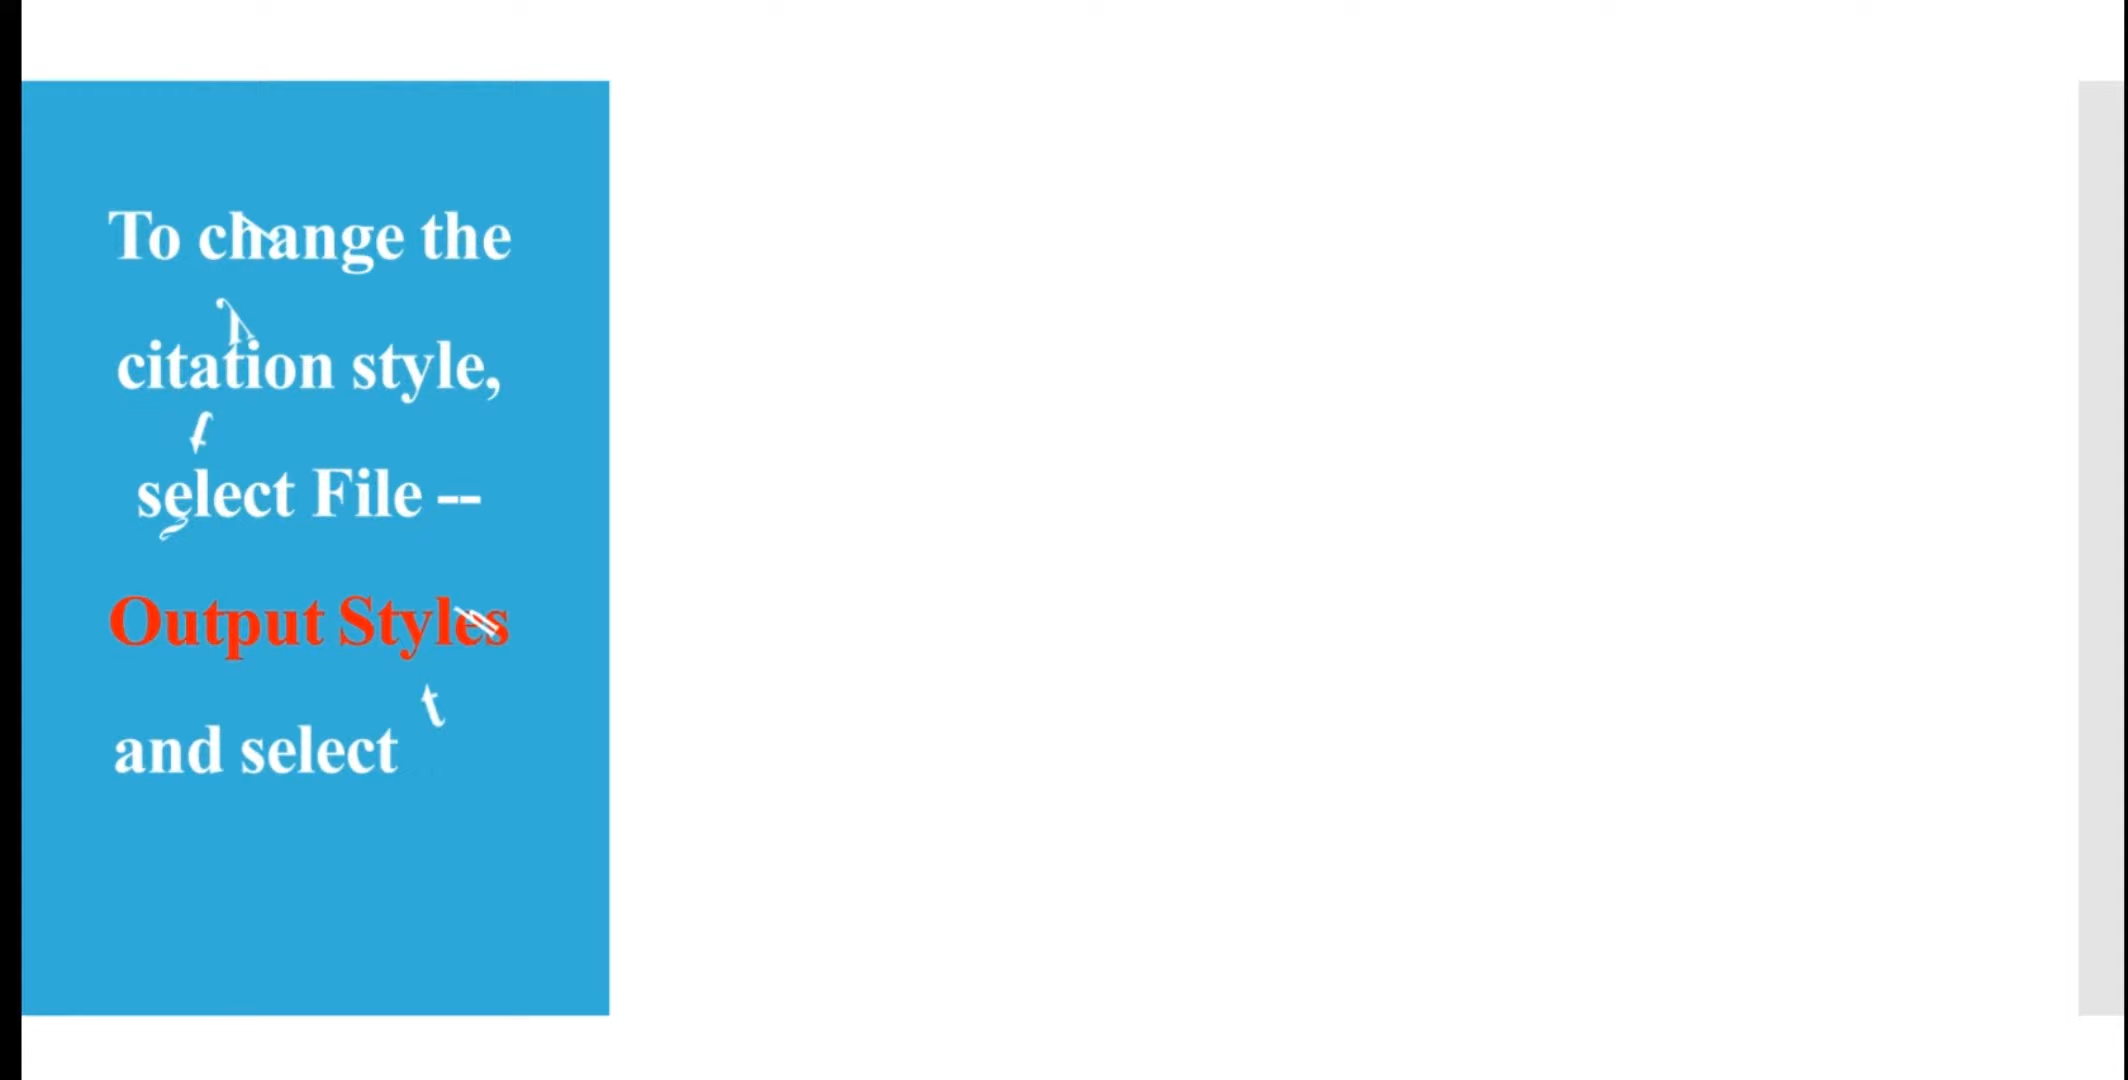 To change the
citation style,
select File --
Output Styles
and select